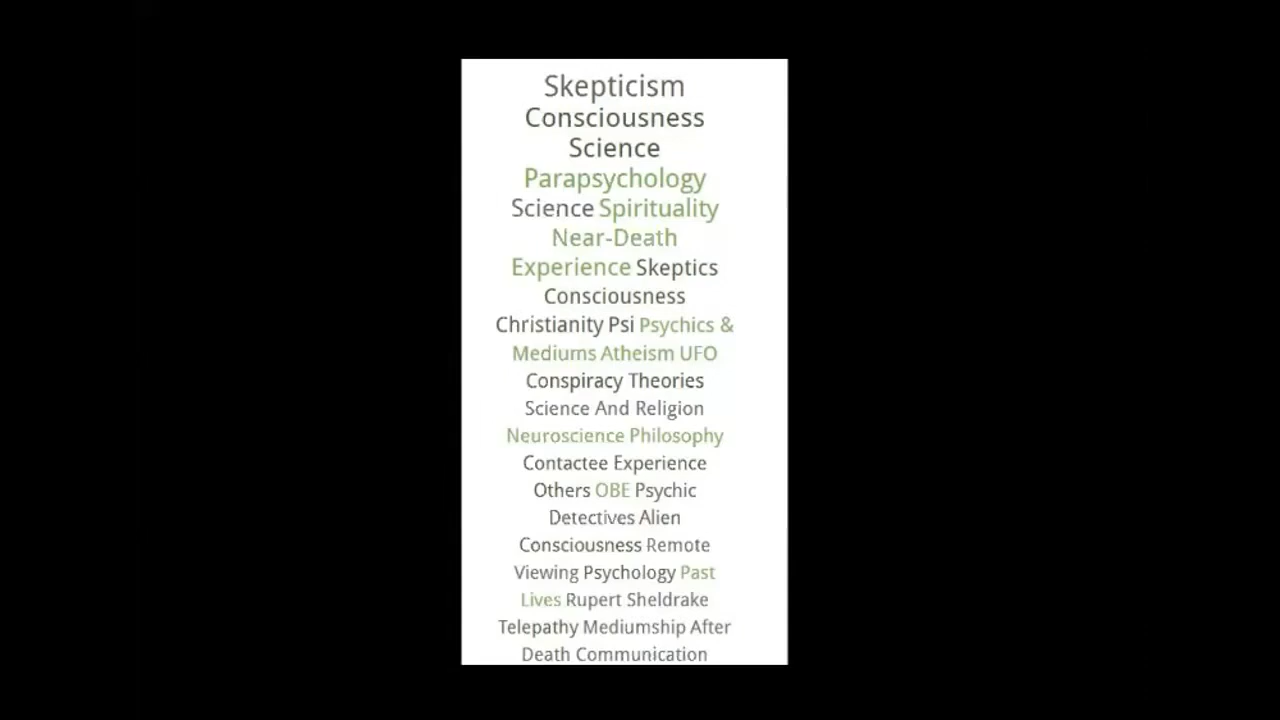 Skepticism
Consciousness
Science
Parapsychology
Science Spirituality
Near-Death
Experience Skeptics
Consciousness
Christianity Psi Psychics &
Mediums Atheism UFO
Conspiracy Theories
Science And Religion
Neuroscience Philosophy
Contactee Experience
Others OBE Psychic
Detectives Alien
Consciousness Remote
Viewing Psychology Past
Lives Rupert Sheldrake
Telepathy Mediumship After
Death Communication